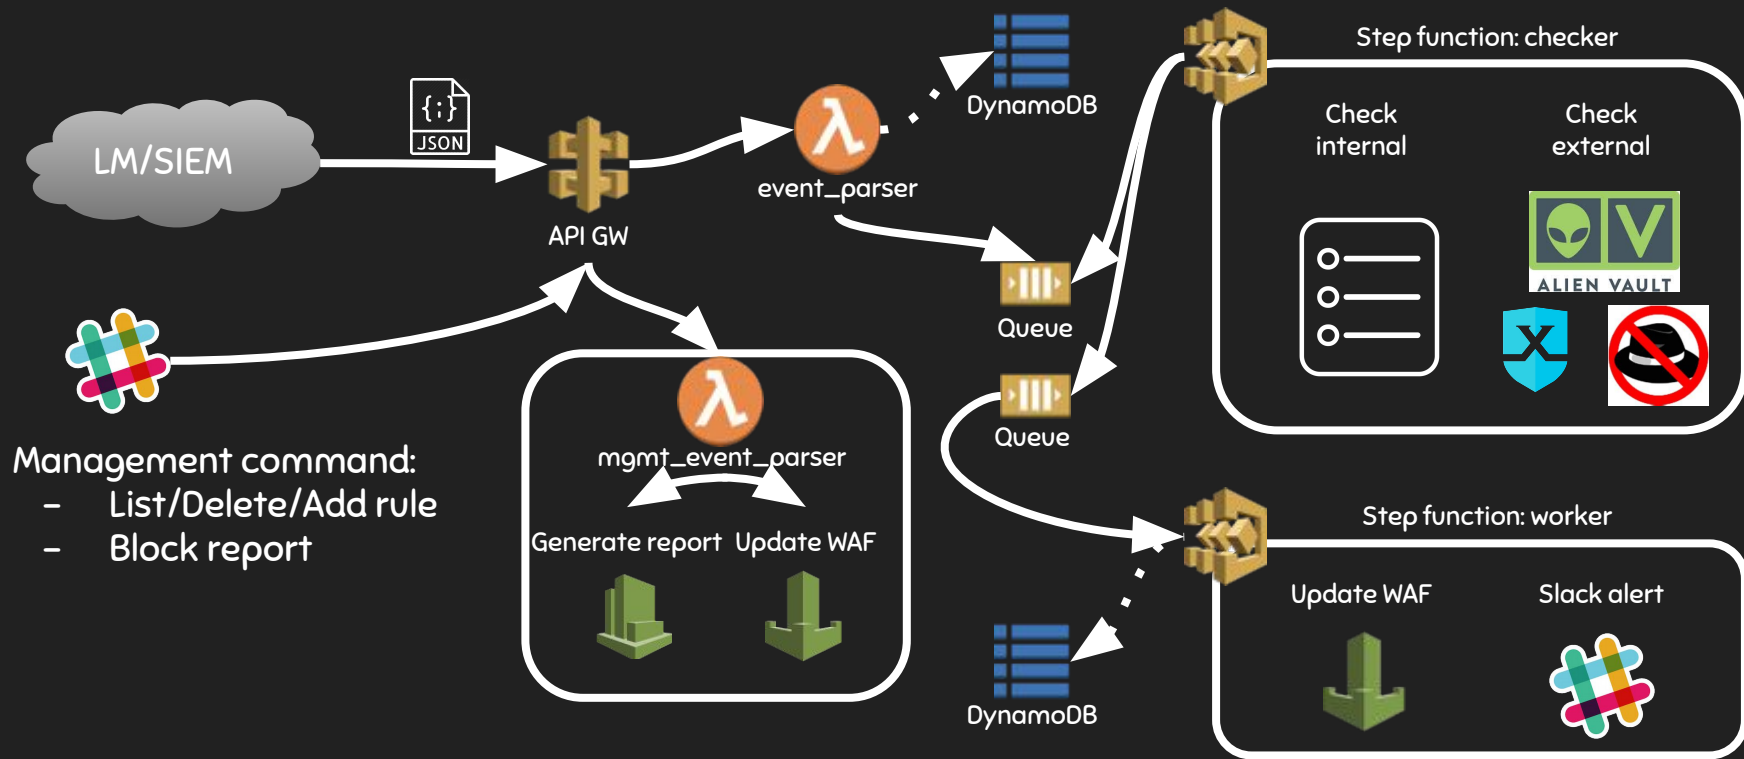 LM/SIEM
{;}
JSON
API GW
λ
event_parser
DynamoDB
Queue
Queue
Step function: checker
Check
internal
Check
external
V
ALIEN VAULT
X
Management command:
- List/Delete/Add rule
- Block report
λ
mgmt_event_parser
Generate report
Update WAF
DynamoDB
Step function: worker
Update WAF
Slack alert